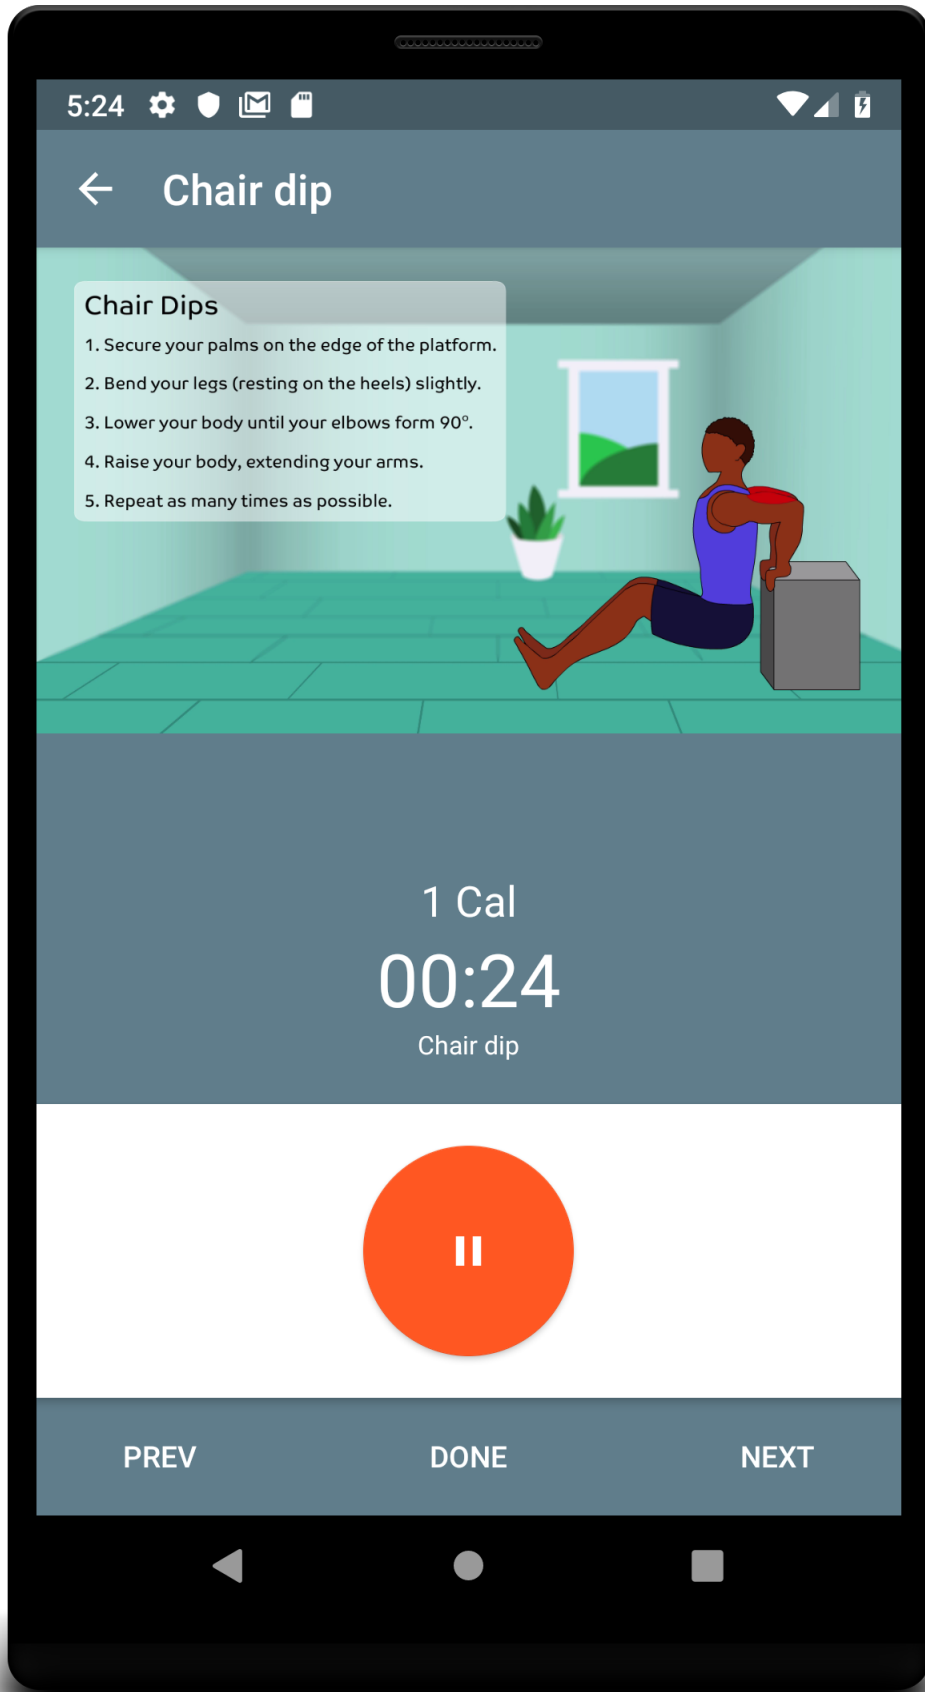 5:24
Chair dip
Chair Dips
1. Secure your palms on the edge of the platform.
2. Bend your legs (resting on the heels) slightly.
3. Lower your body until your elbows form 90°.
4. Raise your body, extending your arms.
5. Repeat as many times as possible.
1 Cal
00:24
Chair dip
PREV DONE NEXT